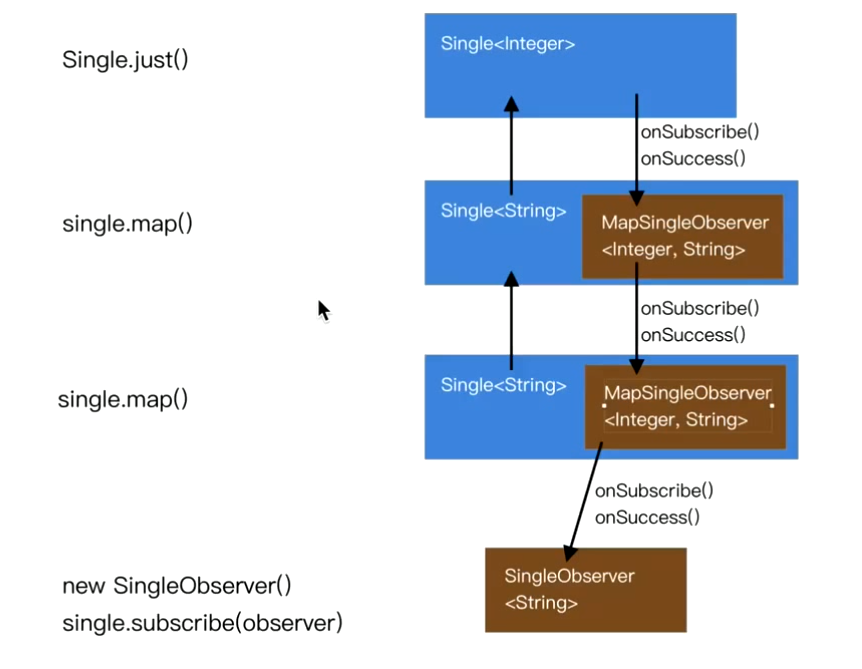 Single.just()
Single<Integer>
onSubscribe()
onSuccess()
single.map()
Single<String>
MapSingleObserver
<Integer, String>
onSubscribe()
onSuccess()
single.map()
Single<String>
MapSingleObserver
<Integer, String>
onSubscribe()
onSuccess()
new SingleObserver()
single.subscribe(observer)
SingleObserver
<String>